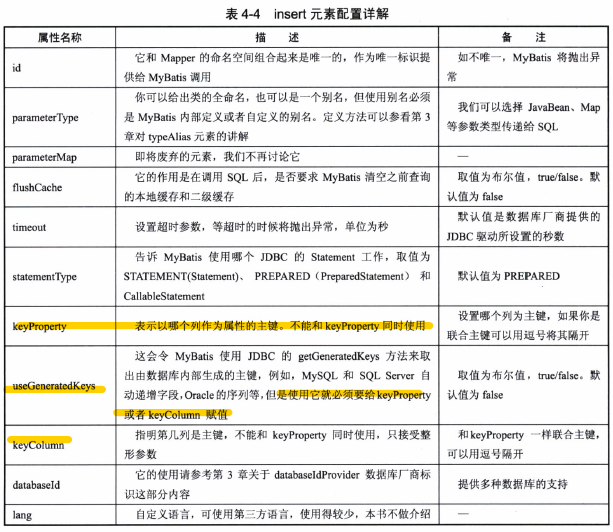 表 4-4 insert 元素配置详解
属性名称
描 述
备 注
id
它和 Mapper 的命名空间组合起来是唯一的，作为唯一标识提
供给 MyBatis 调用
如不唯一，MyBatis 将抛出异
常
parameterType
你可以给出类的全命名，也可以是一个别名，但使用别名必须
是 MyBatis 内部定义或者自定义的别名。定义方法可以参看第 3
章对 typeAlias 元素的讲解
我们可以选择 JavaBean、Map
等参数类型传递给 SQL
parameterMap
即将废弃的元素，我们不再讨论它
—
flushCache
它的作用是在调用 SQL 后，是否要求 MyBatis 清空之前查询
的本地缓存和二级缓存
取值为布尔值，true/false。默
认值为 false
timeout
设置超时参数，等超时的时候将抛出异常，单位为秒
默认值是数据库厂商提供的
JDBC 驱动所设置的秒数
statementType
告诉 MyBatis 使用哪个 JDBC 的 Statement 工作，取值为
STATEMENT(Statement)、 PREPARED（PreparedStatement） 和
CallableStatement
默认值为 PREPARED
keyProperty
表示以哪个列作为属性的主键。不能和 keyProperty 同时使用
设置哪个列为主键，如果你是
联合主键可以用逗号将其隔开
useGeneratedKeys
这会令 MyBatis 使用 JDBC 的 getGeneratedKeys 方法来取
出由数据库内部生成的主键，例如，MySQL 和 SQL Server 自
动递增字段，Oracle 的序列等，但是使用它就必须要给 keyProperty
或者 keyColumn 赋值
取值为布尔值，true/false。默
认值为 false
keyColumn
指明第几列是主键，不能和 keyProperty 同时使用，只接受整
形参数
和 keyProperty 一样联合主键，
可以用逗号隔开
databaseId
它的使用请参考第 3 章关于 databaseIdProvider 数据库厂商标
识这部分内容
提供多种数据库的支持
lang
自定义语言，可使用第三方语言，使用得较少，本书不做介绍
—